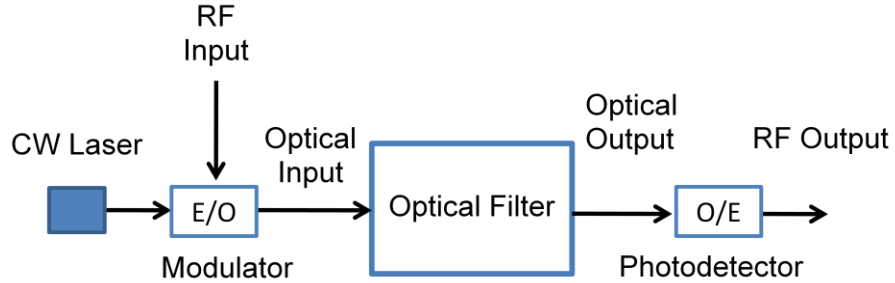 RF
Input
CW Laser
E/O
Modulator
Optical
Input
Optical Filter
Optical
Output
O/E
Photodetector
RF Output